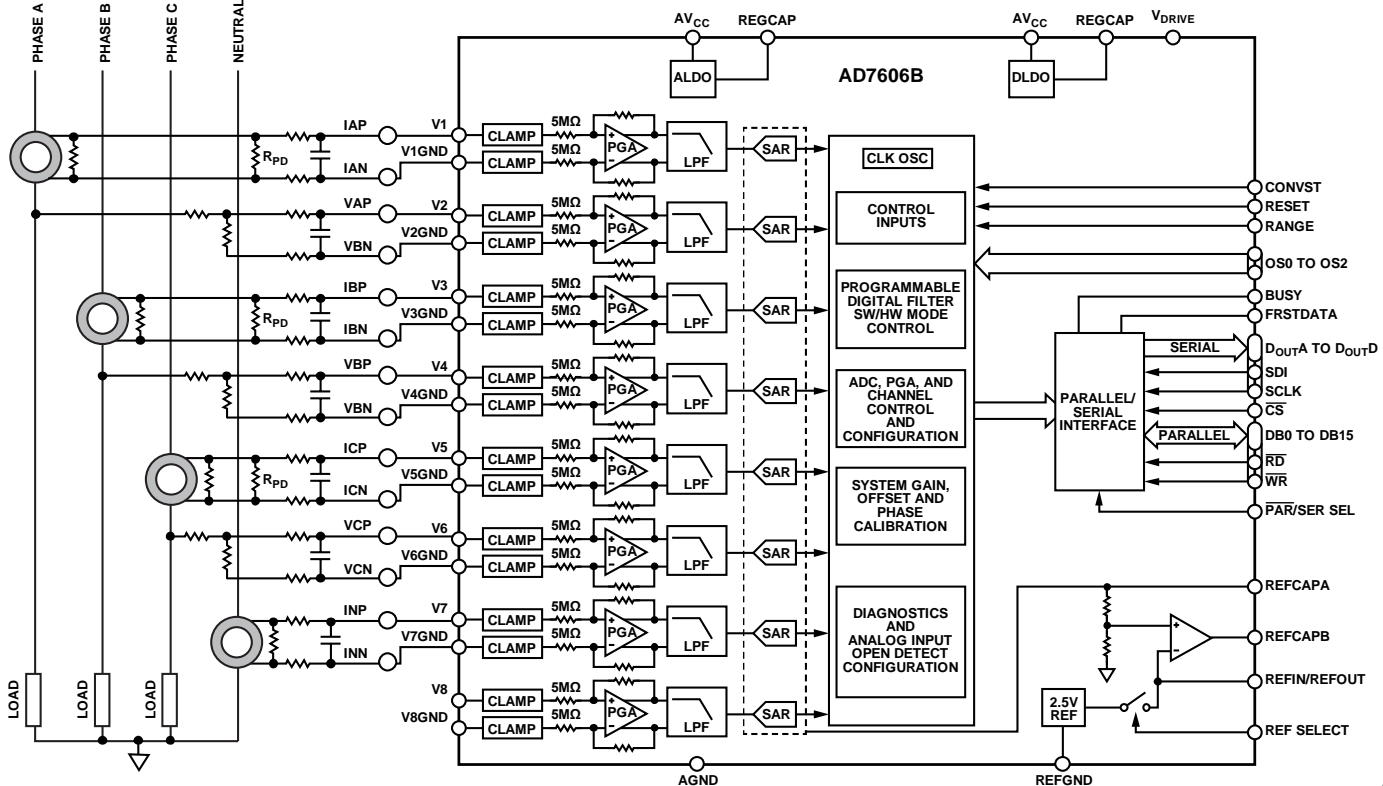 PHASE A
PHASE B
PHASE C
NEUTRAL
AVCC
REGCAP
AVCC
REGCAP
VDRIVE
ALDO
AD7606B
DLDO
IAP
V1
CLAMP
5MΩ
PGA
LPF
SAR
RPD
IAN
V1GND
CLAMP
5MΩ
VAP
V2
CLAMP
5MΩ
PGA
LPF
SAR
VBN
V2GND
CLAMP
5MΩ
IBP
V3
CLAMP
5MΩ
PGA
LPF
SAR
RPD
IBN
V3GND
CLAMP
5MΩ
VBP
V4
CLAMP
5MΩ
PGA
LPF
SAR
VBN
V4GND
CLAMP
5MΩ
ICP
V5
CLAMP
5MΩ
PGA
LPF
SAR
RPD
ICN
V5GND
CLAMP
5MΩ
VCP
V6
CLAMP
5MΩ
PGA
LPF
SAR
VCN
V6GND
CLAMP
5MΩ
INP
V7
CLAMP
5MΩ
PGA
LPF
SAR
INN
V7GND
CLAMP
5MΩ
V8
CLAMP
5MΩ
PGA
LPF
SAR
V8GND
CLAMP
5MΩ
LOAD
LOAD
LOAD
CLK OSC
CONTROL
INPUTS
PROGRAMMABLE
DIGITAL FILTER
SW/HW MODE
CONTROL
ADC, PGA, AND
CHANNEL
CONTROL
AND
CONFIGURATION
SYSTEM GAIN,
OFFSET AND
PHASE
CALIBRATION
DIAGNOSTICS
AND
ANALOG INPUT
OPEN DETECT
CONFIGURATION
PARALLEL/
SERIAL
INTERFACE
SERIAL
PARALLEL
CONVST
RESET
RANGE
OS0 TO OS2
BUSY
FRSTDATA
DOUTA TO DOUTD
SDI
SCLK
CS
DB0 TO DB15
RD
WR
PAR/SER SEL
REFCAPA
REFCAPB
REFIN/REFOUT
2.5V
REF
REF SELECT
AGND
REFGND